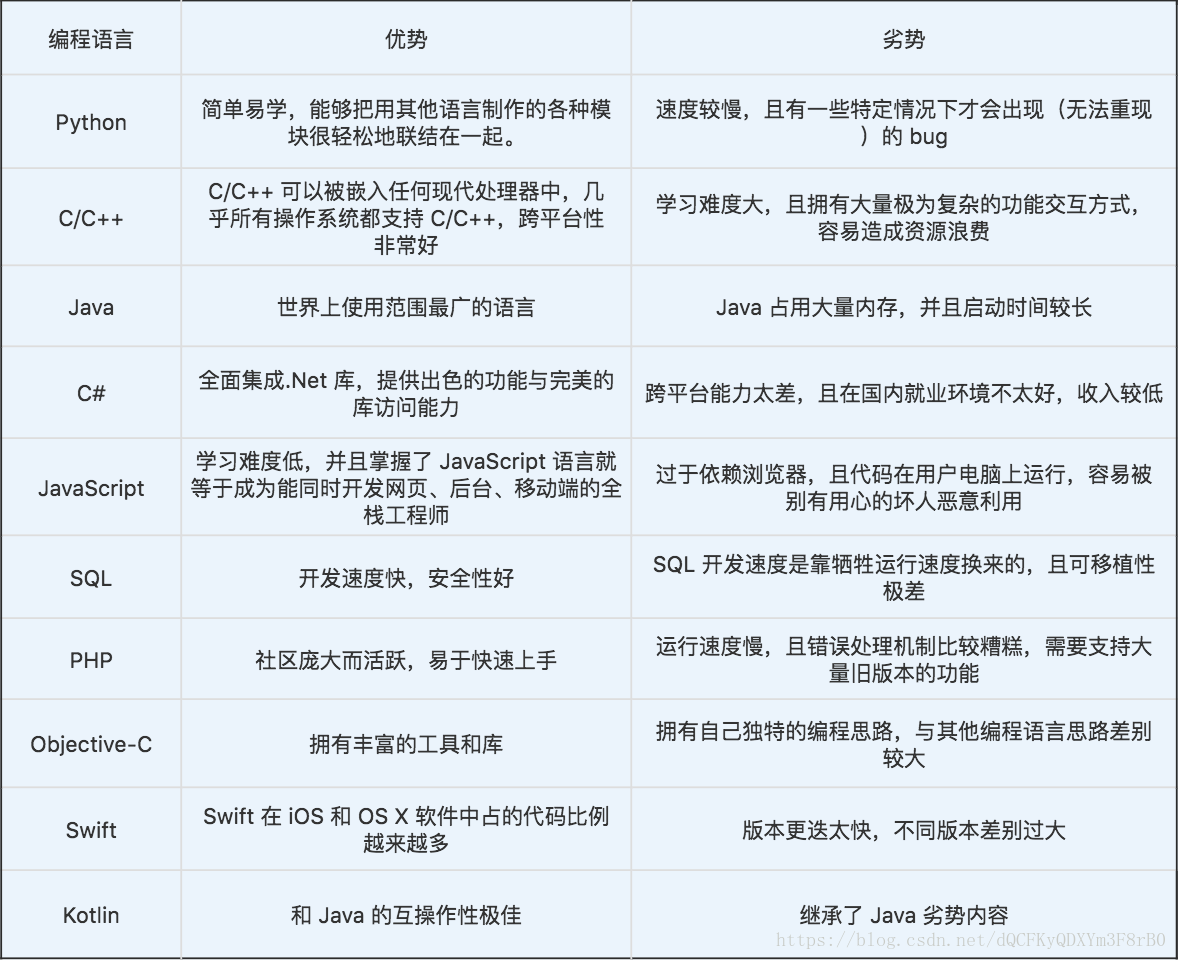 编程语言
优势
劣势
Python
简单易学，能够把用其他语言制作的各种模
块很轻松地联结在一起。
速度较慢，且有一些特定情况下才会出现（无法重现
）的 bug
C/C++
C/C++ 可以被嵌入任何现代处理器中，几
乎所有操作系统都支持 C/C++，跨平台性
非常好
学习难度大，且拥有大量极为复杂的功能交互方式，
容易造成资源浪费
Java
世界上使用范围最广的语言
Java 占用大量内存，并且启动时间较长
C#
全面集成.Net 库，提供出色的功能与完美的
库访问能力
跨平台能力太差，且在国内就业环境不太好，收入较低
JavaScript
学习难度低，并且掌握了 JavaScript 语言就
等于成为能同时开发网页、后台、移动端的全
栈工程师
过于依赖浏览器，且代码在用户电脑上运行，容易被
别有用心的坏人恶意利用
SQL
开发速度快，安全性好
SQL 开发速度是靠牺牲运行速度换来的，且可移植性
极差
PHP
社区庞大而活跃，易于快速上手
运行速度慢，且错误处理机制比较糟糕，需要支持大
量旧版本的功能
Objective-C
拥有丰富的工具和库
拥有自己独特的编程思路，与其他编程语言思路差别
较大
Swift
Swift 在 iOS 和 OS X 软件中占的代码比例
越来越多
版本更迭太快，不同版本差别过大
Kotlin
和 Java 的互操作性极佳
继承了 Java 劣势内容
https://blog.csdn.net/dQCFKyQDXYm3F8rB0